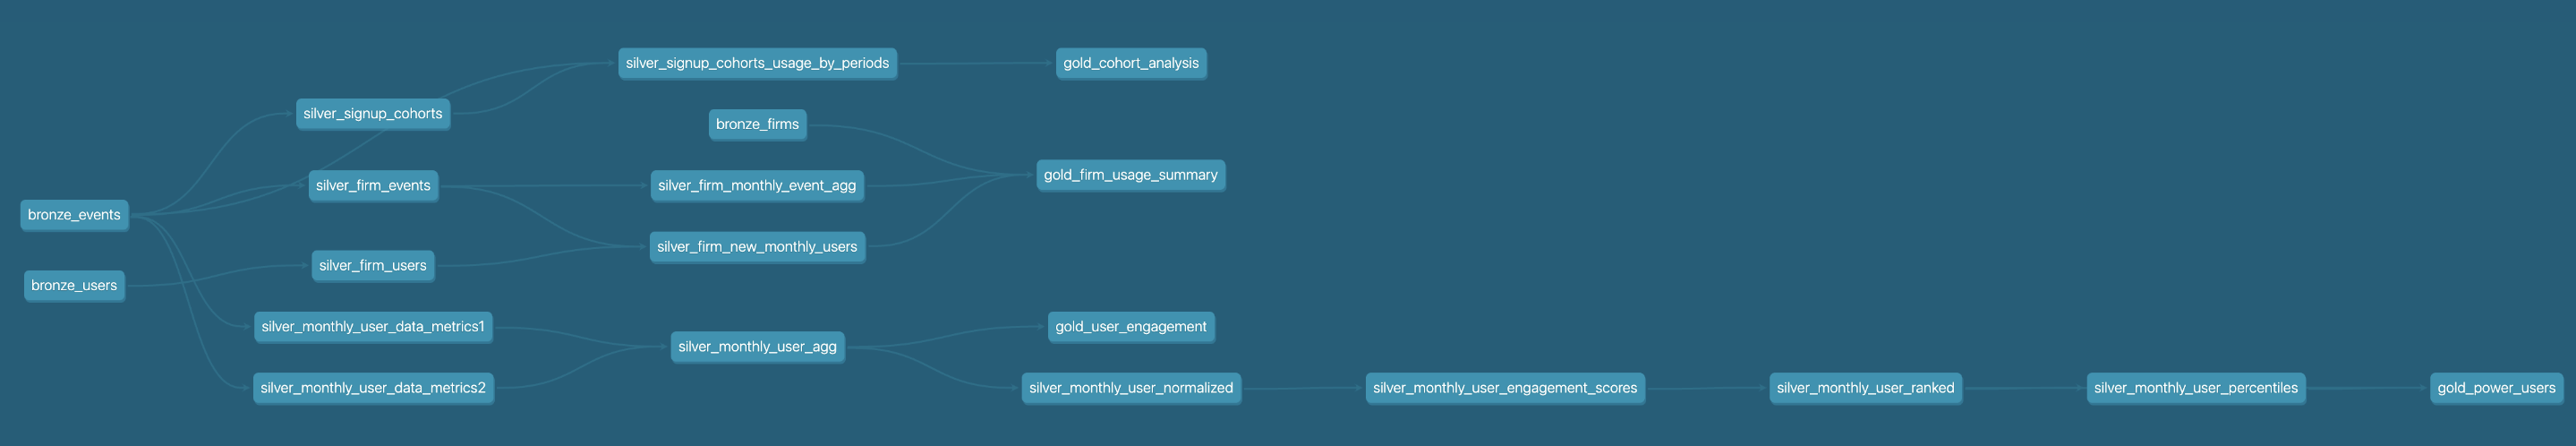 silver_signup_cohorts_usage_by_periods
gold_cohort_analysis
silver_signup_cohorts
bronze_firms
gold_firm_usage_summary
silver_firm_events
silver_firm_monthly_event_agg
bronze_events
silver_firm_new_monthly_users
silver_firm_users
bronze_users
silver_monthly_user_data_metrics1
gold_user_engagement
silver_monthly_user_agg
silver_monthly_user_data_metrics2
silver_monthly_user_normalized
silver_monthly_user_engagement_scores
silver_monthly_user_ranked
silver_monthly_user_percentiles
gold_power_users